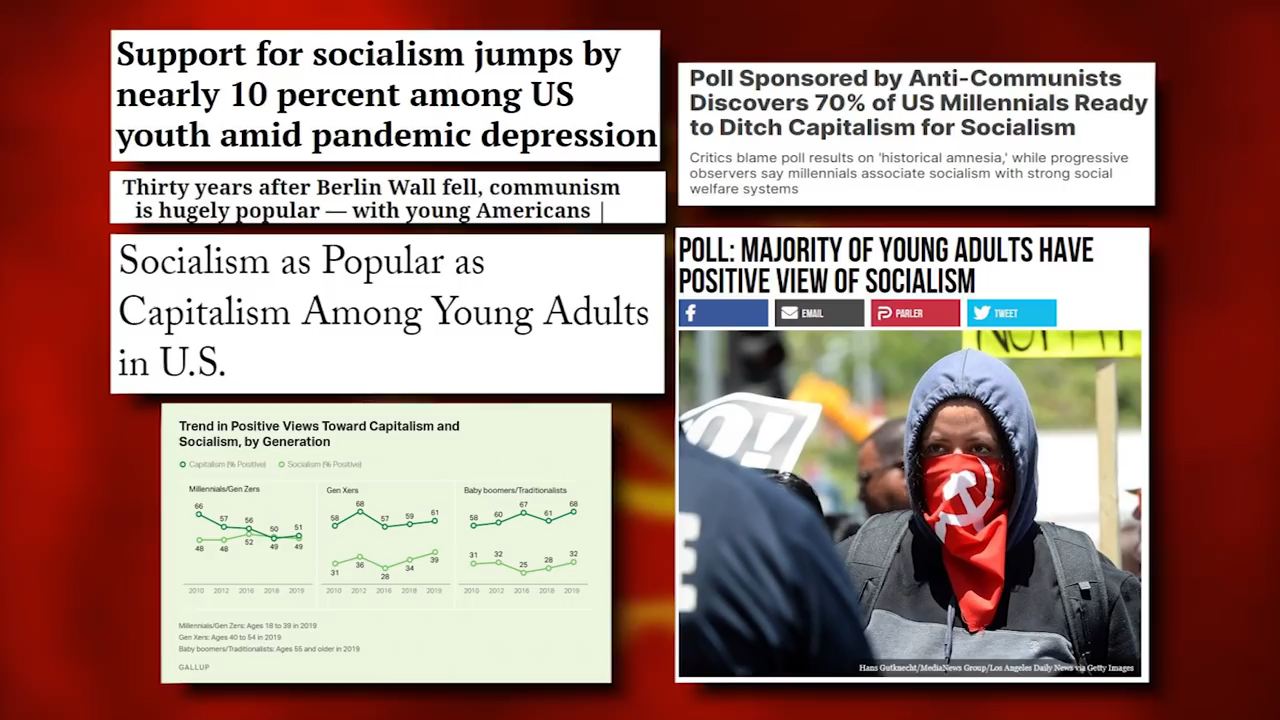 Support for socialism jumps by
nearly 10 percent among US
youth amid pandemic depression
Thirty years after Berlin Wall fell, communism
is hugely popular — with young Americans |
Socialism as Popular as
Capitalism Among Young Adults
in U.S.
Trend in Positive Views Toward Capitalism and
Socialism, by Generation
Capitalism (% Positive) Socialism (% Positive)
Millennials/Gen Zers
66
57
56
50
51
48
48
52
49
49
2010 2012 2016 2018 2019
Gen Xers
58
68
57
59
61
31
36
28
34
39
2010 2012 2016 2018 2019
Baby boomers/Traditionalists
58
60
67
61
68
31
32
25
28
32
2010 2012 2016 2018 2019
Millennials/Gen Zers: Ages 18 to 39 in 2019
Gen Xers: Ages 40 to 54 in 2019
Baby boomers/Traditionalists: Ages 55 and older in 2019
GALLUP
Poll Sponsored by Anti-Communists
Discovers 70% of US Millennials Ready
to Ditch Capitalism for Socialism
Critics blame poll results on 'historical amnesia,' while progressive
observers say millennials associate socialism with strong social
welfare systems
POLL: MAJORITY OF YOUNG ADULTS HAVE
POSITIVE VIEW OF SOCIALISM
f EMAIL PARLER TWEET
Hans Gutknecht/MediaNews Group/Los Angeles Daily News via Getty Images